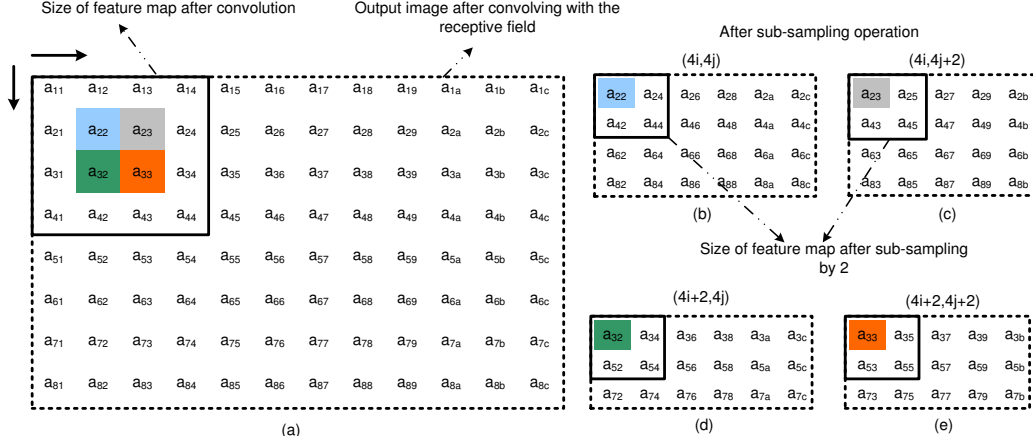 Size of feature map after convolution
Output image after convolving with the
receptive field
a11 a12 a13 a14 a15 a16 a17 a18 a19 a1a a1b a1c
a21 a22 a23 a24 a25 a26 a27 a28 a29 a2a a2b a2c
a31 a32 a33 a34 a35 a36 a37 a38 a39 a3a a3b a3c
a41 a42 a43 a44 a45 a46 a47 a48 a49 a4a a4b a4c
a51 a52 a53 a54 a55 a56 a57 a58 a59 a5a a5b a5c
a61 a62 a63 a64 a65 a66 a67 a68 a69 a6a a6b a6c
a71 a72 a73 a74 a75 a76 a77 a78 a79 a7a a7b a7c
a81 a82 a83 a84 a85 a86 a87 a88 a89 a8a a8b a8c
(a)
After sub-sampling operation
(4i,4j)
a22 a24 a26 a28 a2a a2c
a42 a44 a46 a48 a4a a4c
a62 a64 a66 a68 a6a a6c
a82 a84 a86 a88 a8a a8c
(b)
(4i,4j+2)
a23 a25 a27 a29 a2b
a43 a45 a47 a49 a4b
a63 a65 a67 a69 a6b
a83 a85 a87 a89 a8b
(c)
Size of feature map after sub-sampling
by 2
(4i+2,4j)
a32 a34 a36 a38 a3a a3c
a52 a54 a56 a58 a5a a5c
a72 a74 a76 a78 a7a a7c
(d)
(4i+2,4j+2)
a33 a35 a37 a39 a3b
a53 a55 a57 a59 a5b
a73 a75 a77 a79 a7b
(e)